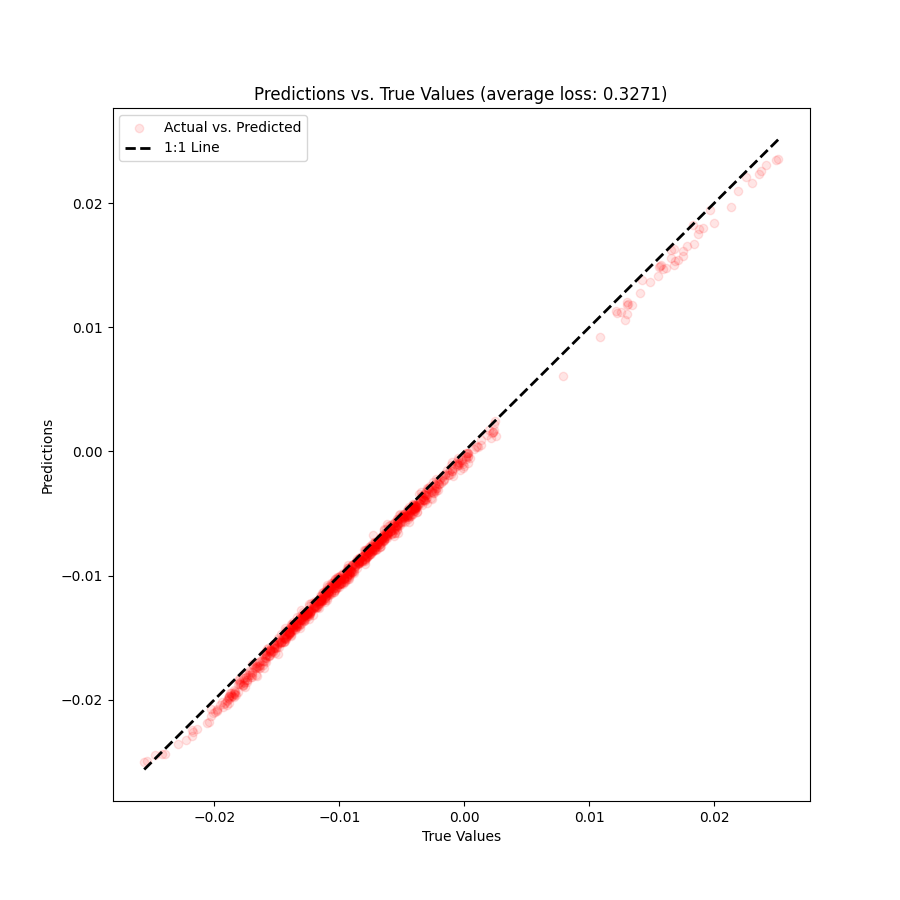 Predictions vs. True Values (average loss: 0.3271)
Actual vs. Predicted
1:1 Line
0.02
0.01
0.00
−0.01
−0.02
Predictions
−0.02
−0.01
0.00
0.01
0.02
True Values